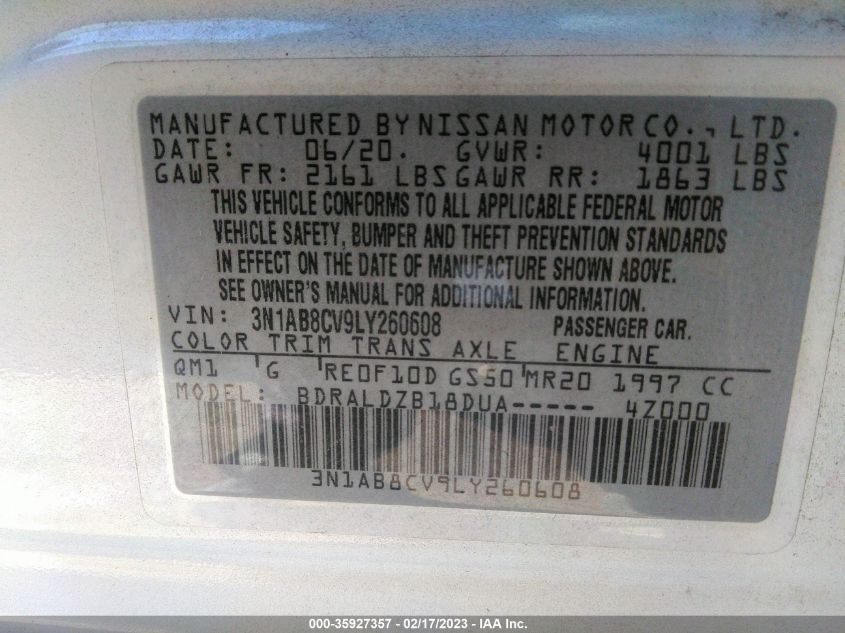 MANUFACTURED BY NISSAN MOTOR CO., LTD.
DATE: 06/20. GVWR: 4001 LBS
GAWR FR: 2161 LBS GAWR RR: 1863 LBS
THIS VEHICLE CONFORMS TO ALL APPLICABLE FEDERAL MOTOR
VEHICLE SAFETY, BUMPER AND THEFT PREVENTION STANDARDS
IN EFFECT ON THE DATE OF MANUFACTURE SHOWN ABOVE.
SEE OWNER'S MANUAL FOR ADDITIONAL INFORMATION.
VIN: 3N1AB8CV9LY260608 PASSENGER CAR.
COLOR TRIM TRANS AXLE ENGINE
QM1 G RE0F10D GS50 MR20 1997 CC
MODEL: BDRALDZB18DUA----- 4Z000
3N1AB8CV9LY260608
000-35927357 - 02/17/2023 - IAA Inc.